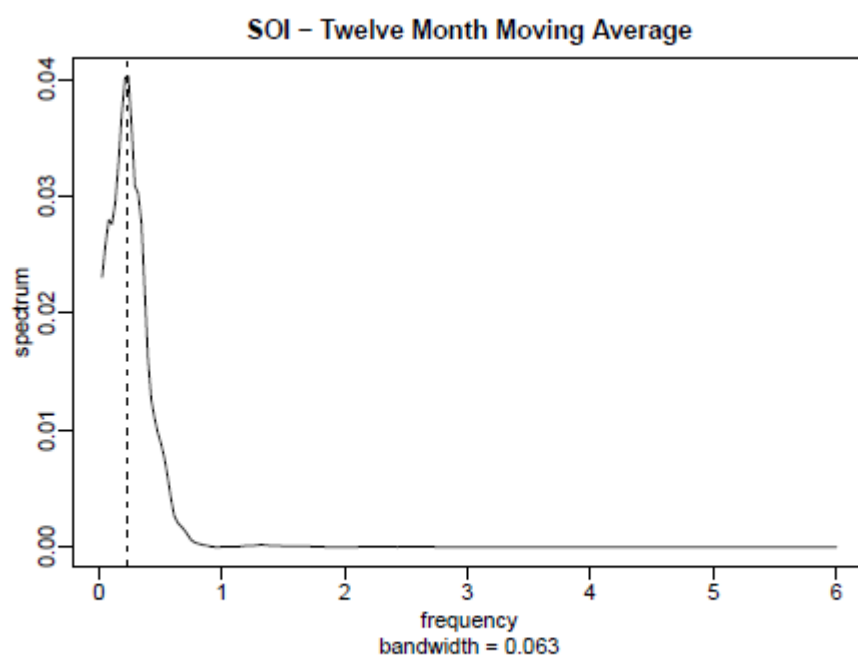 SOI – Twelve Month Moving Average
spectrum
0.04
0.03
0.02
0.01
0.00
0 1 2 3 4 5 6
frequency
bandwidth = 0.063